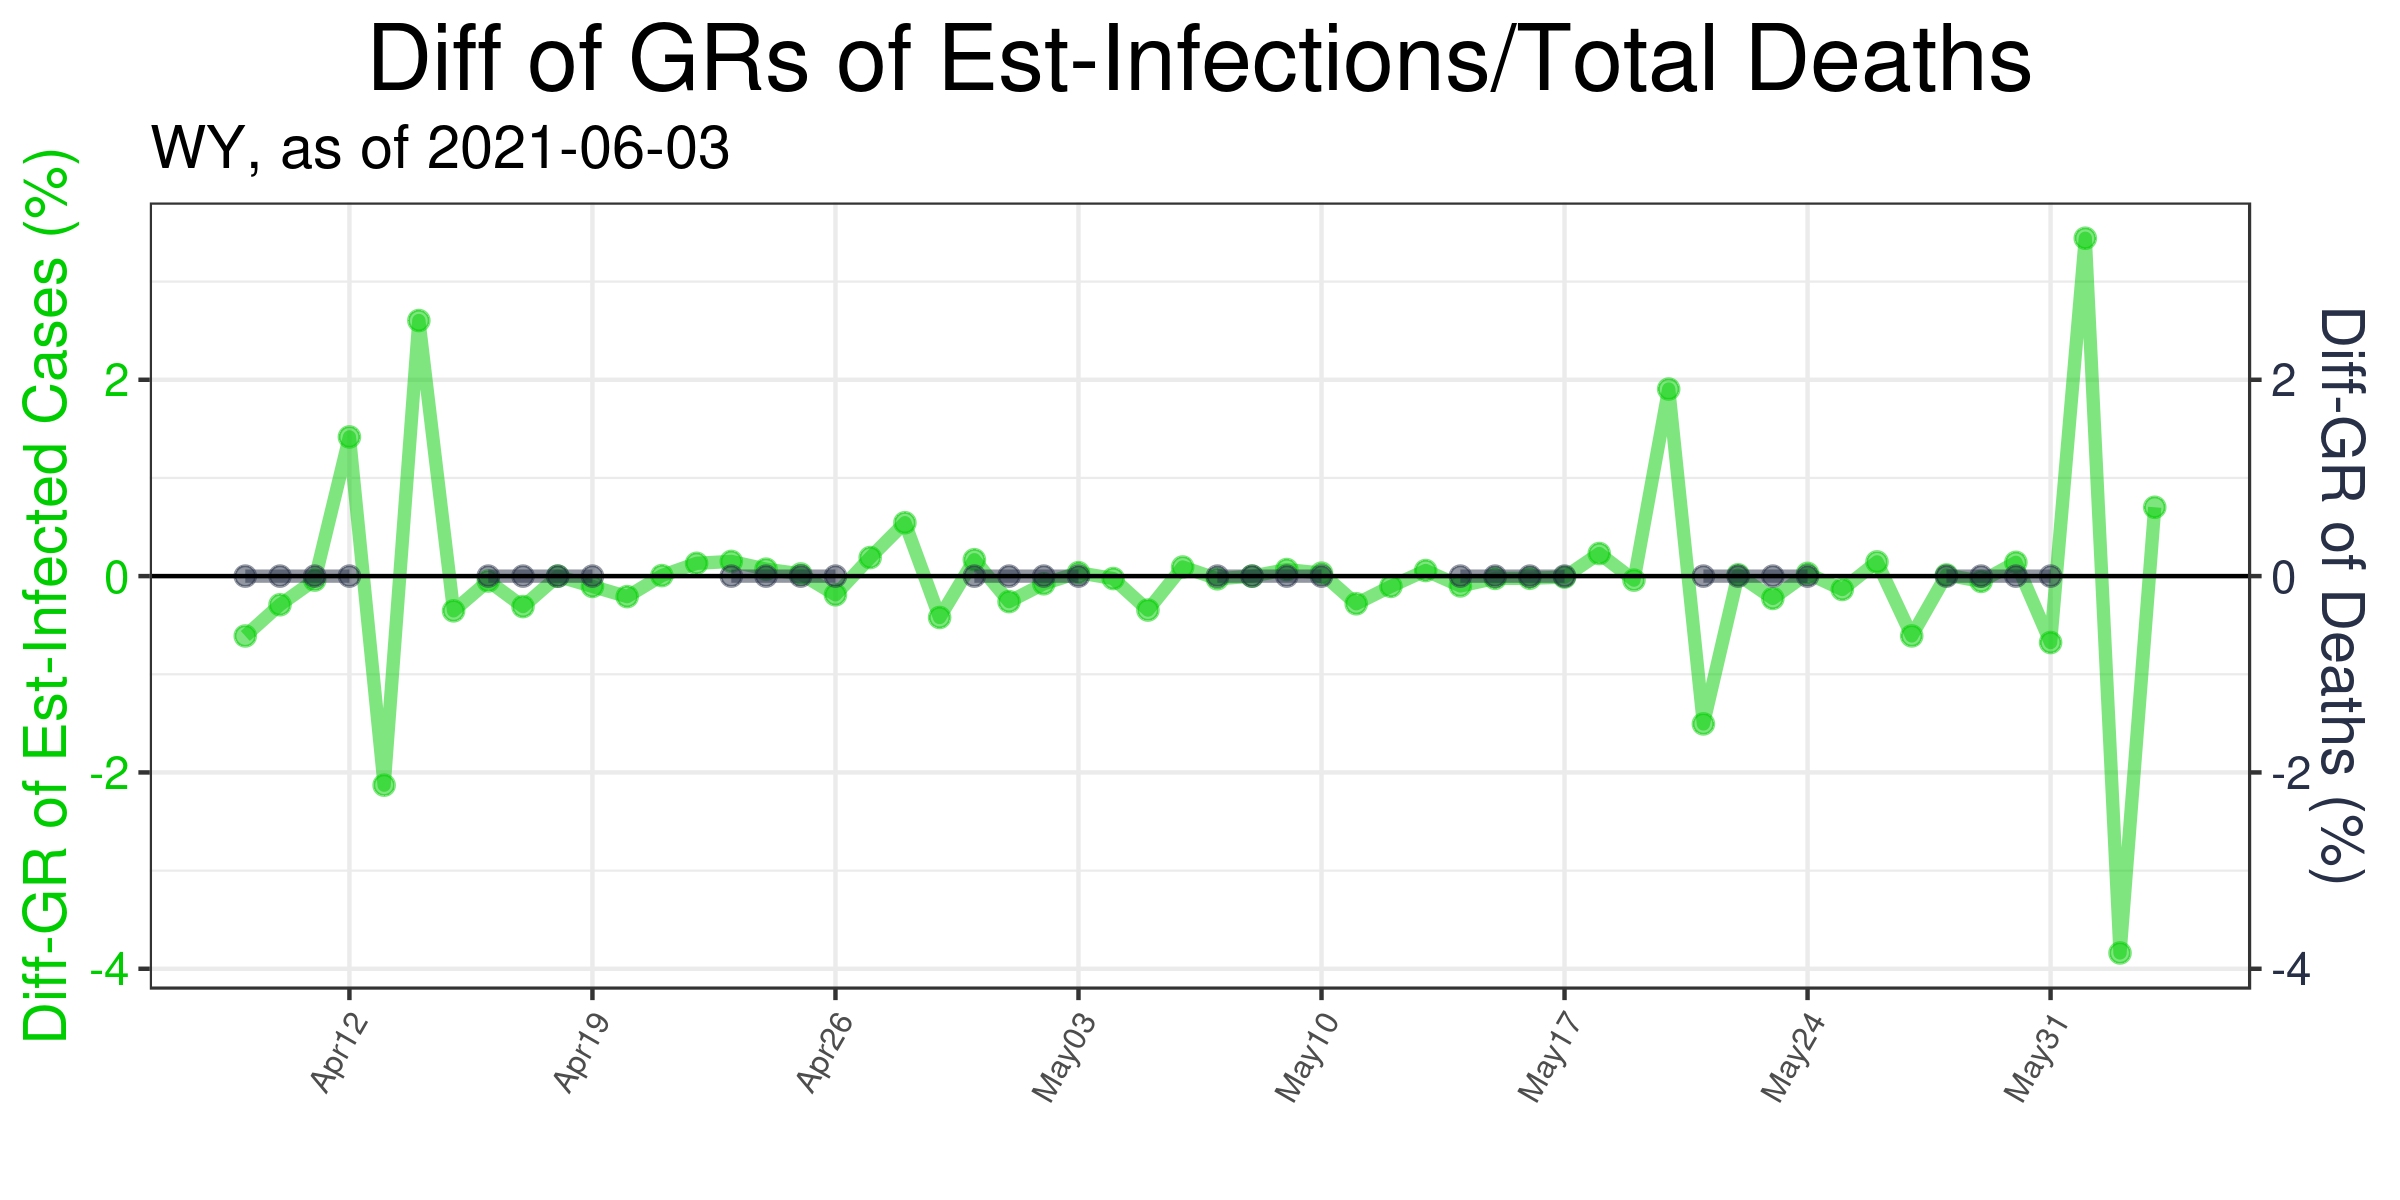 Diff of GRs of Est-Infections/Total Deaths
WY, as of 2021-06-03
Diff-GR of Est-Infected Cases (%)
2
0
-2
-4
2
0
-2
-4
Diff-GR of Deaths (%)
Apr12
Apr19
Apr26
May03
May10
May17
May24
May31